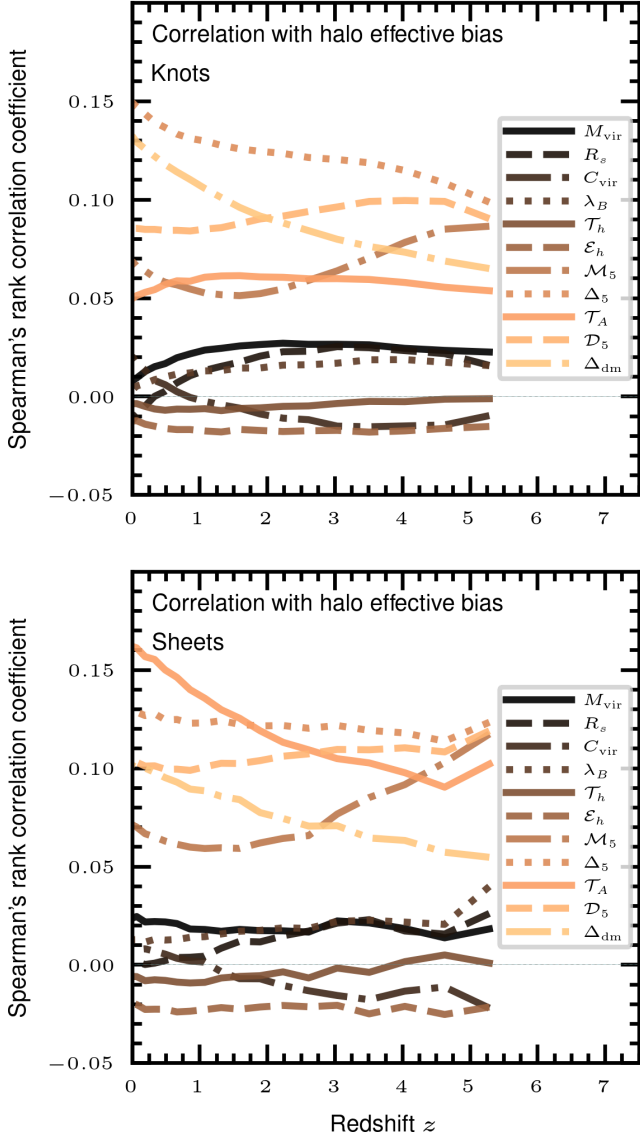 Correlation with halo effective bias
Knots
Spearman's rank correlation coefficient
0.15
0.10
0.05
0.00
−0.05
0 1 2 3 4 5 6 7
M_vir
R_s
C_vir
λ_B
𝒯_h
ℰ_h
ℳ_5
Δ_5
𝒯_A
𝒟_5
Δ_dm
Correlation with halo effective bias
Sheets
Spearman's rank correlation coefficient
0.15
0.10
0.05
0.00
−0.05
0 1 2 3 4 5 6 7
M_vir
R_s
C_vir
λ_B
𝒯_h
ℰ_h
ℳ_5
Δ_5
𝒯_A
𝒟_5
Δ_dm
Redshift z